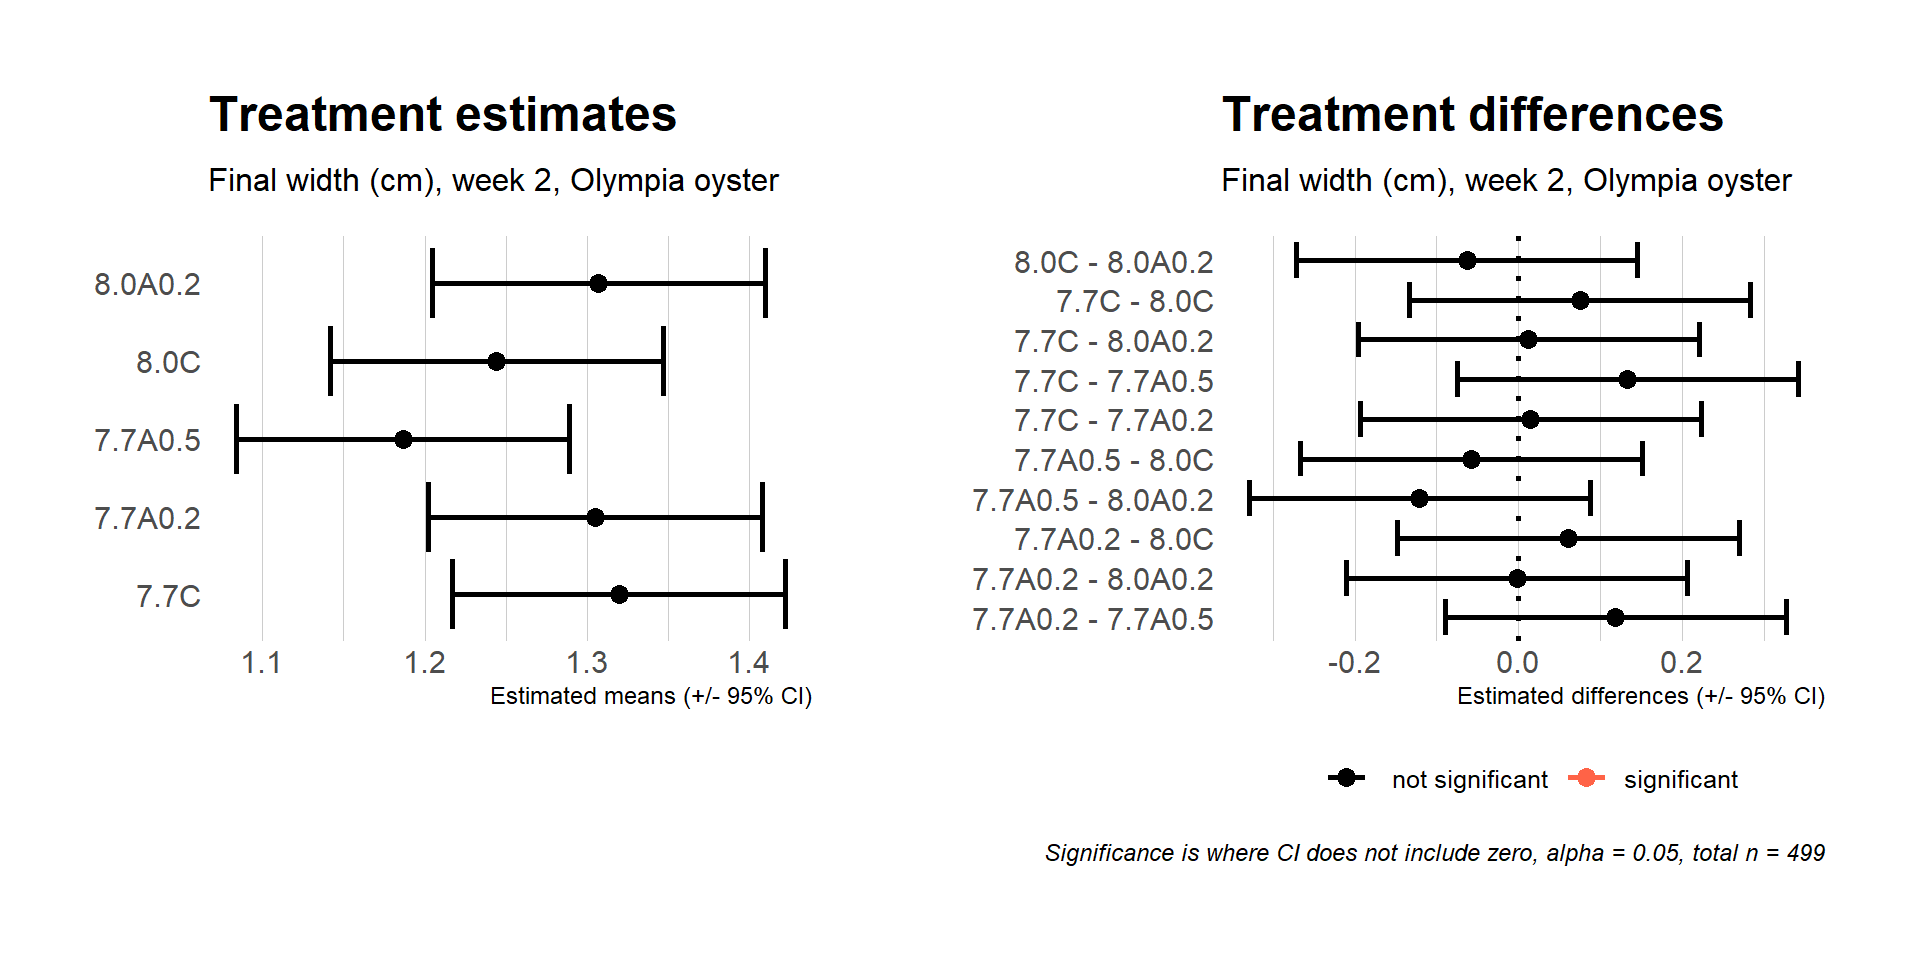 Treatment estimates
Final width (cm), week 2, Olympia oyster
8.0A0.2
8.0C
7.7A0.5
7.7A0.2
7.7C
1.1 1.2 1.3 1.4
Estimated means (+/- 95% CI)
Treatment differences
Final width (cm), week 2, Olympia oyster
8.0C - 8.0A0.2
7.7C - 8.0C
7.7C - 8.0A0.2
7.7C - 7.7A0.5
7.7C - 7.7A0.2
7.7A0.5 - 8.0C
7.7A0.5 - 8.0A0.2
7.7A0.2 - 8.0C
7.7A0.2 - 8.0A0.2
7.7A0.2 - 7.7A0.5
-0.2 0.0 0.2
Estimated differences (+/- 95% CI)
not significant significant
Significance is where CI does not include zero, alpha = 0.05, total n = 499